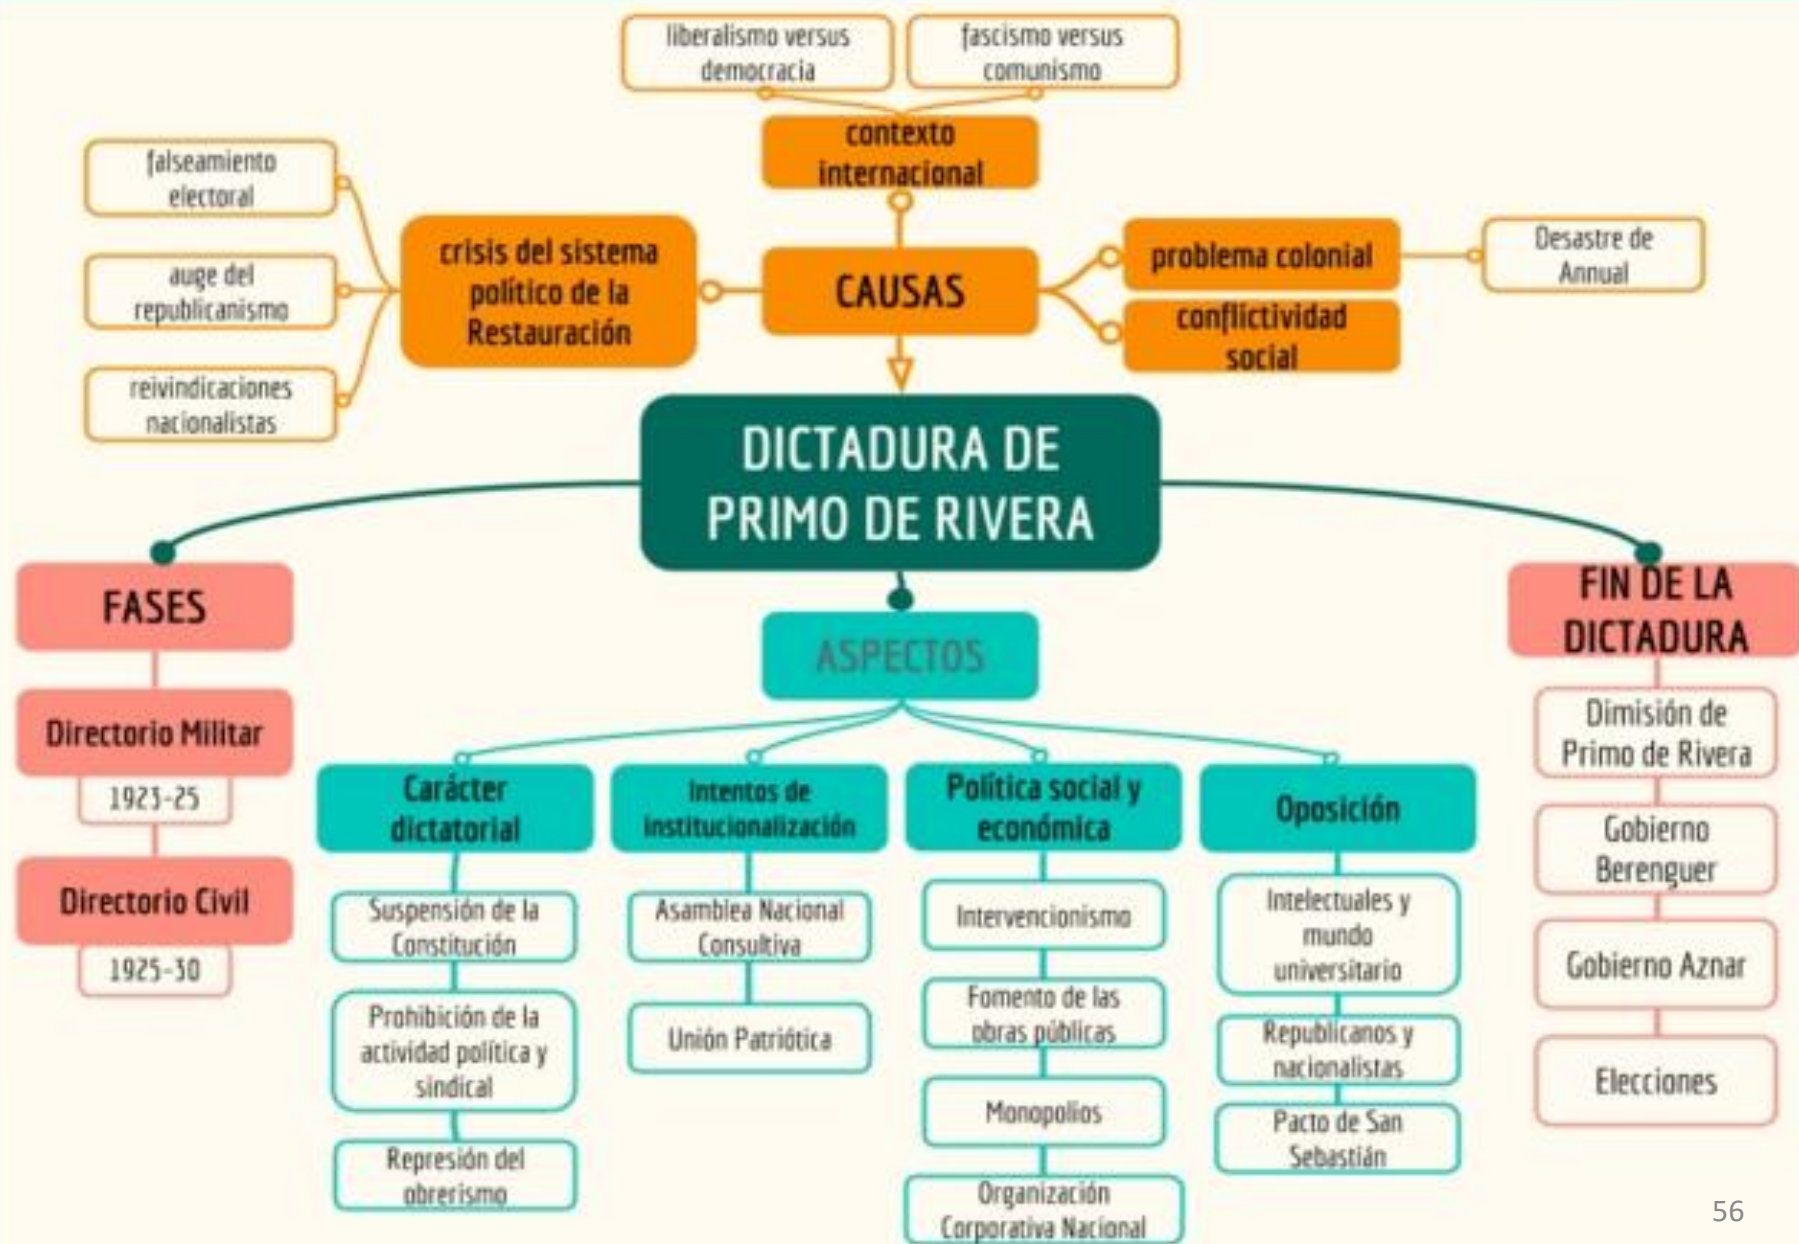 liberalismo versus
democracia
fascismo versus
comunismo
contexto
internacional
falseamiento
electoral
auge del
republicanismo
reivindicaciones
nacionalistas
crisis del sistema
político de la
Restauración
CAUSAS
problema colonial
Desastre de
Annual
conflictividad
social
DICTADURA DE
PRIMO DE RIVERA
FASES
Directorio Militar
1923-25
Directorio Civil
1925-30
ASPECTOS
Carácter
dictatorial
Suspensión de la
Constitución
Prohibición de la
actividad política y
sindical
Represión del
obrerismo
Intentos de
institucionalización
Asamblea Nacional
Consultiva
Unión Patriótica
Política social y
económica
Intervencionismo
Fomento de las
obras públicas
Monopolios
Organización
Corporativa Nacional
Oposición
Intelectuales y
mundo
universitario
Republicanos y
nacionalistas
Pacto de San
Sebastián
FIN DE LA
DICTADURA
Dimisión de
Primo de Rivera
Gobierno
Berenguer
Gobierno Aznar
Elecciones
56